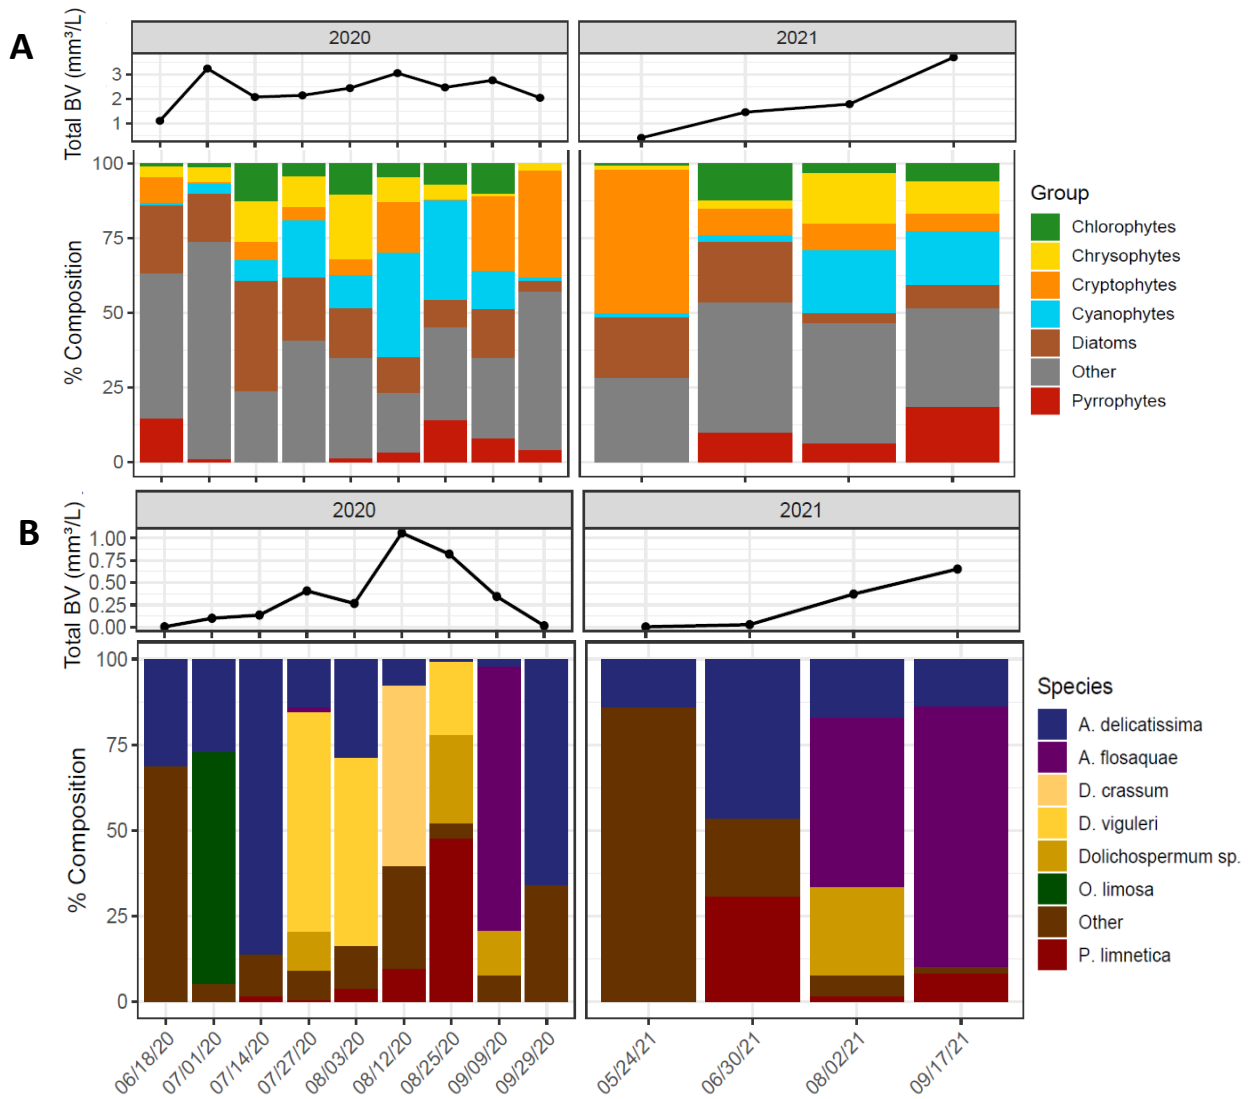 A
Total BV (mm³/L)
2020
2021
3
2
1
% Composition
100
75
50
25
0
Group
Chlorophytes
Chrysophytes
Cryptophytes
Cyanophytes
Diatoms
Other
Pyrrophytes
B
Total BV (mm³/L)
2020
2021
1.00
0.75
0.50
0.25
0.00
% Composition
100
75
50
25
0
Species
A. delicatissima
A. flosaquae
D. crassum
D. viguleri
Dolichospermum sp.
O. limosa
Other
P. limnetica
06/18/20
07/01/20
07/14/20
07/27/20
08/03/20
08/12/20
08/25/20
09/09/20
09/29/20
05/24/21
06/30/21
08/02/21
09/17/21